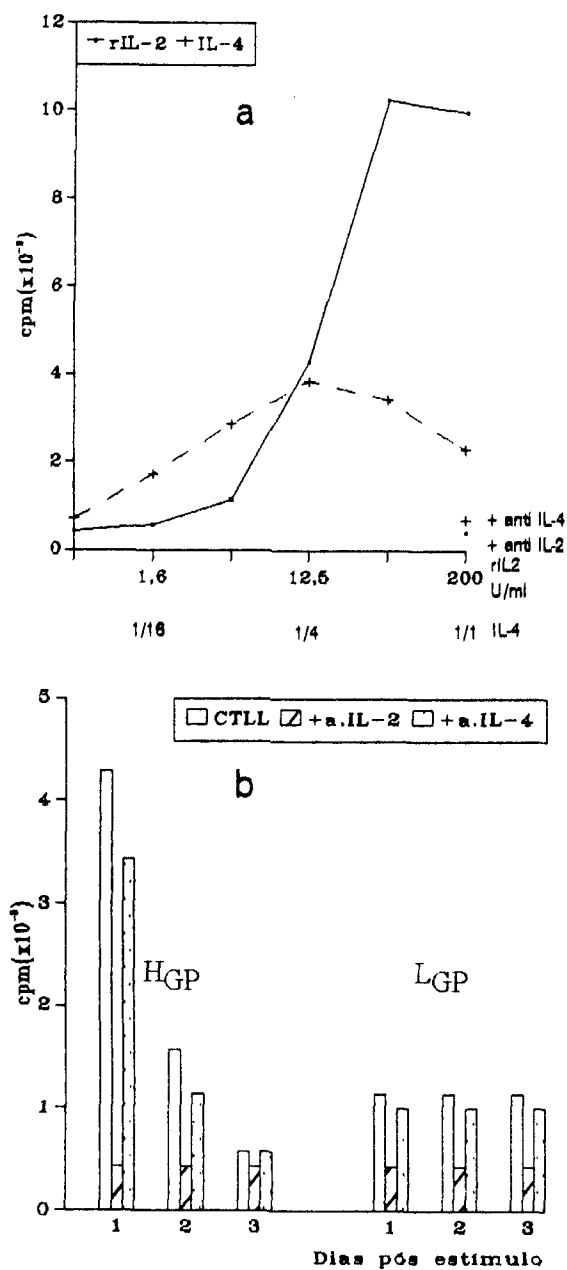 12
rIL-2 IL-4
10
a
8
cpm(x10⁻³)
6
4
2
+ anti IL-4
+ anti IL-2
0
rIL2
1,6
12,5
200
U/ml
1/16
1/4
1/1
IL-4
5
CTLL +a.IL-2 +a.IL-4
4
b
cpm(x10⁻³)
3
HGP
LGP
2
1
0
1 2 3 1 2 3
Dias pós estímulo